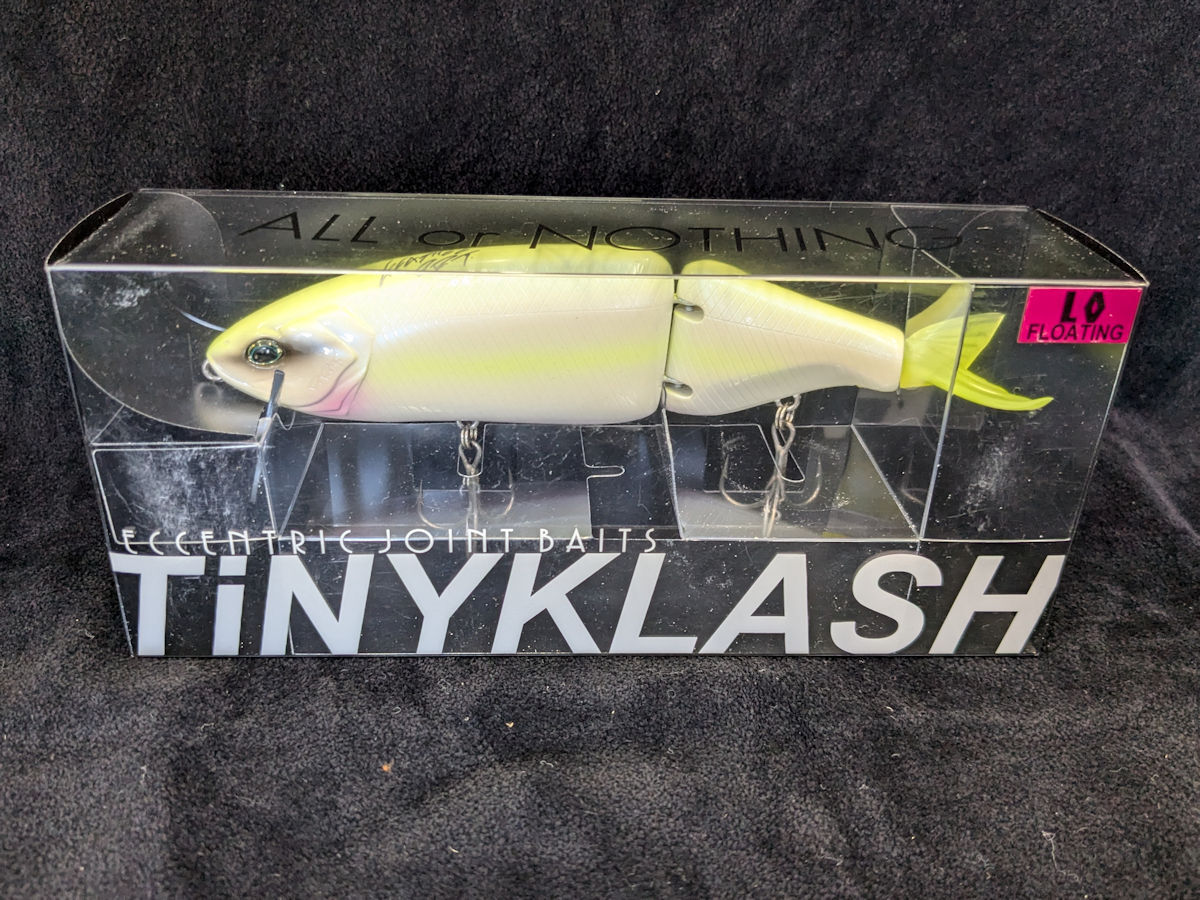 ALL or NOTHING
LO
FLOATING
ECCENTRIC JOINT BAITS
TiNYKLASH